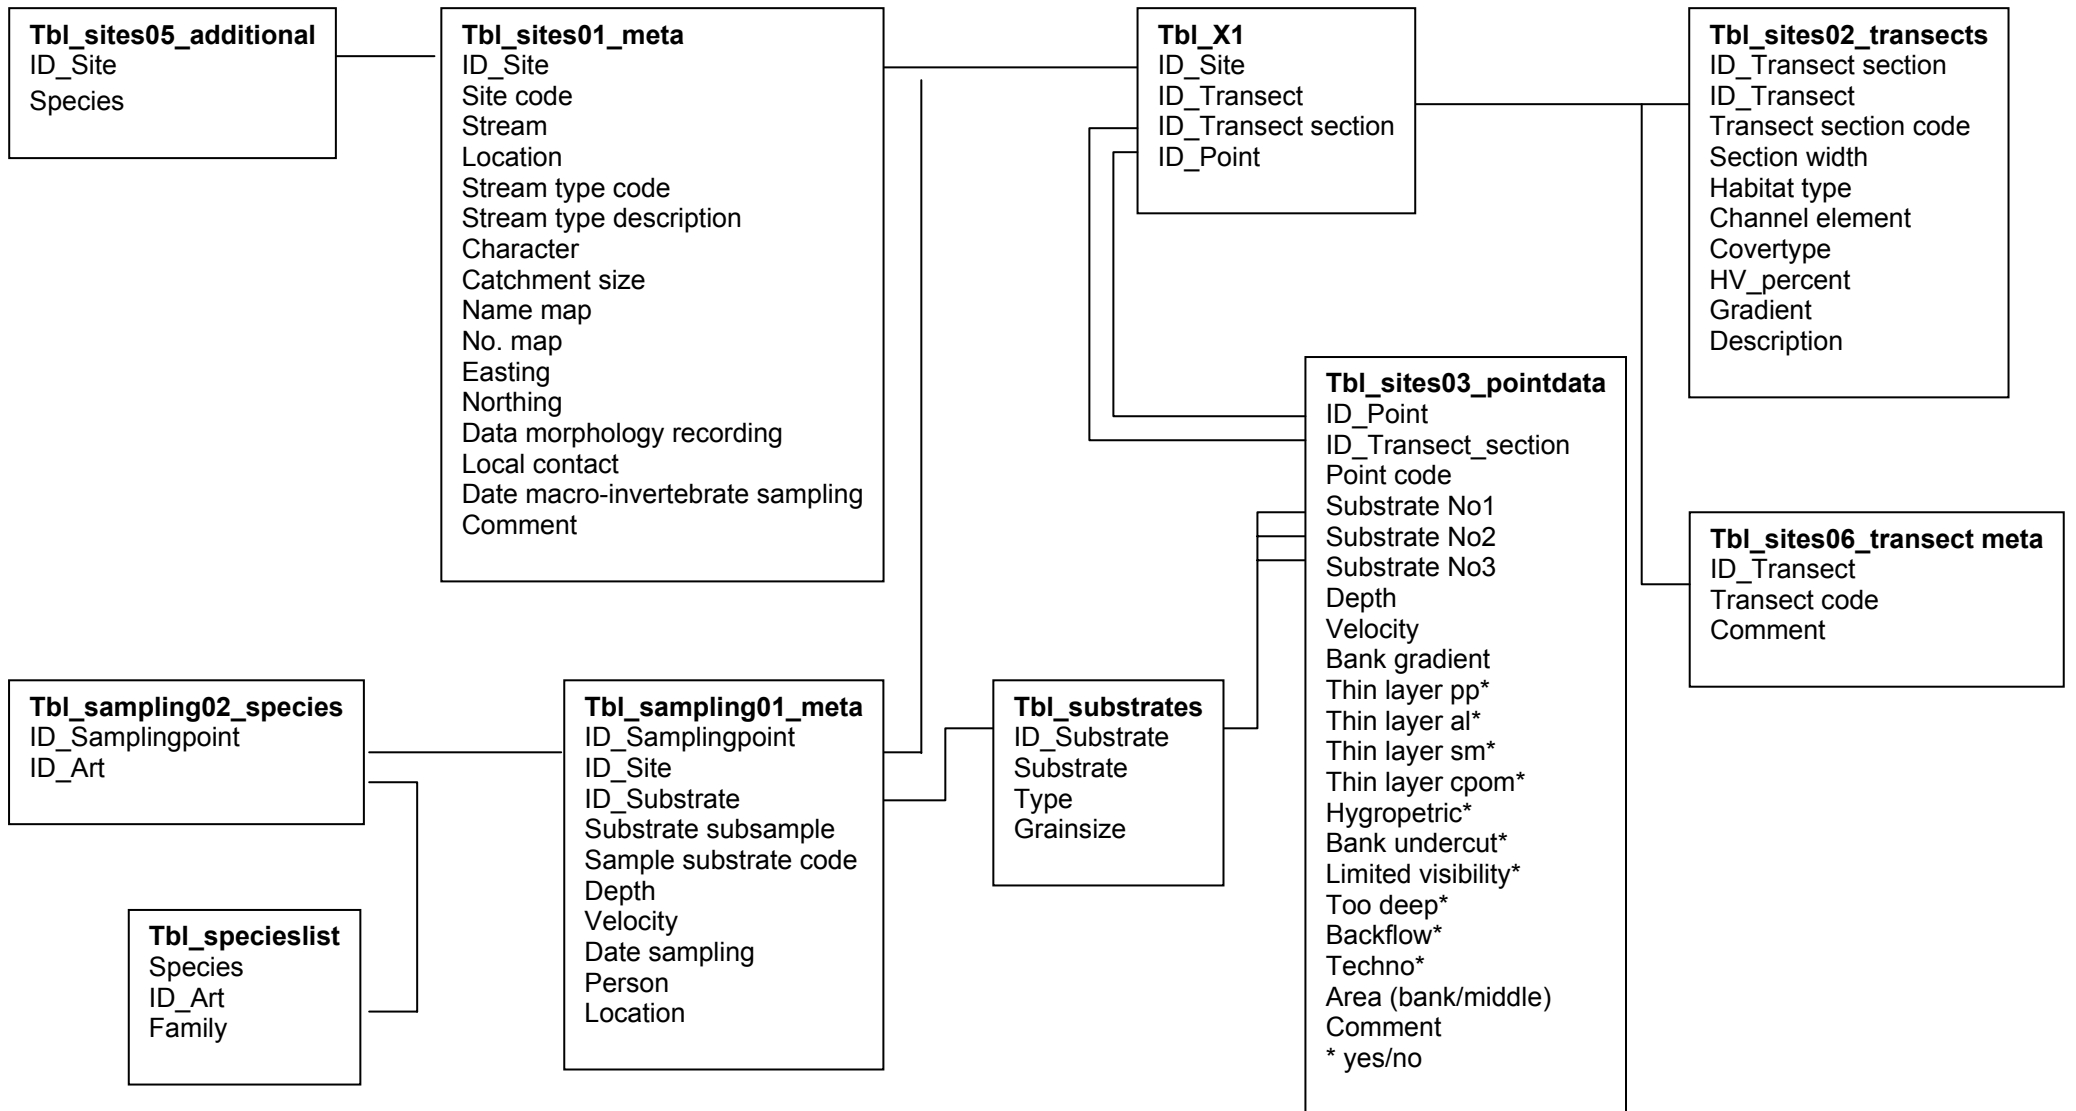 Tbl_sites05_additional
ID_Site
Species
Tbl_sites01_meta
ID_Site
Site code
Stream
Location
Stream type code
Stream type description
Character
Catchment size
Name map
No. map
Easting
Northing
Data morphology recording
Local contact
Date macro-invertebrate sampling
Comment
Tbl_X1
ID_Site
ID_Transect
ID_Transect section
ID_Point
Tbl_sites02_transects
ID_Transect section
ID_Transect
Transect section code
Section width
Habitat type
Channel element
Covertype
HV_percent
Gradient
Description
Tbl_sites03_pointdata
ID_Point
ID_Transect_section
Point code
Substrate No1
Substrate No2
Substrate No3
Depth
Velocity
Bank gradient
Thin layer pp*
Thin layer al*
Thin layer sm*
Thin layer cpom*
Hygropetric*
Bank undercut*
Limited visibility*
Too deep*
Backflow*
Techno*
Area (bank/middle)
Comment
* yes/no
Tbl_sites06_transect meta
ID_Transect
Transect code
Comment
Tbl_sampling02_species
ID_Samplingpoint
ID_Art
Tbl_sampling01_meta
ID_Samplingpoint
ID_Site
ID_Substrate
Substrate subsample
Sample substrate code
Depth
Velocity
Date sampling
Person
Location
Tbl_substrates
ID_Substrate
Substrate
Type
Grainsize
Tbl_specieslist
Species
ID_Art
Family